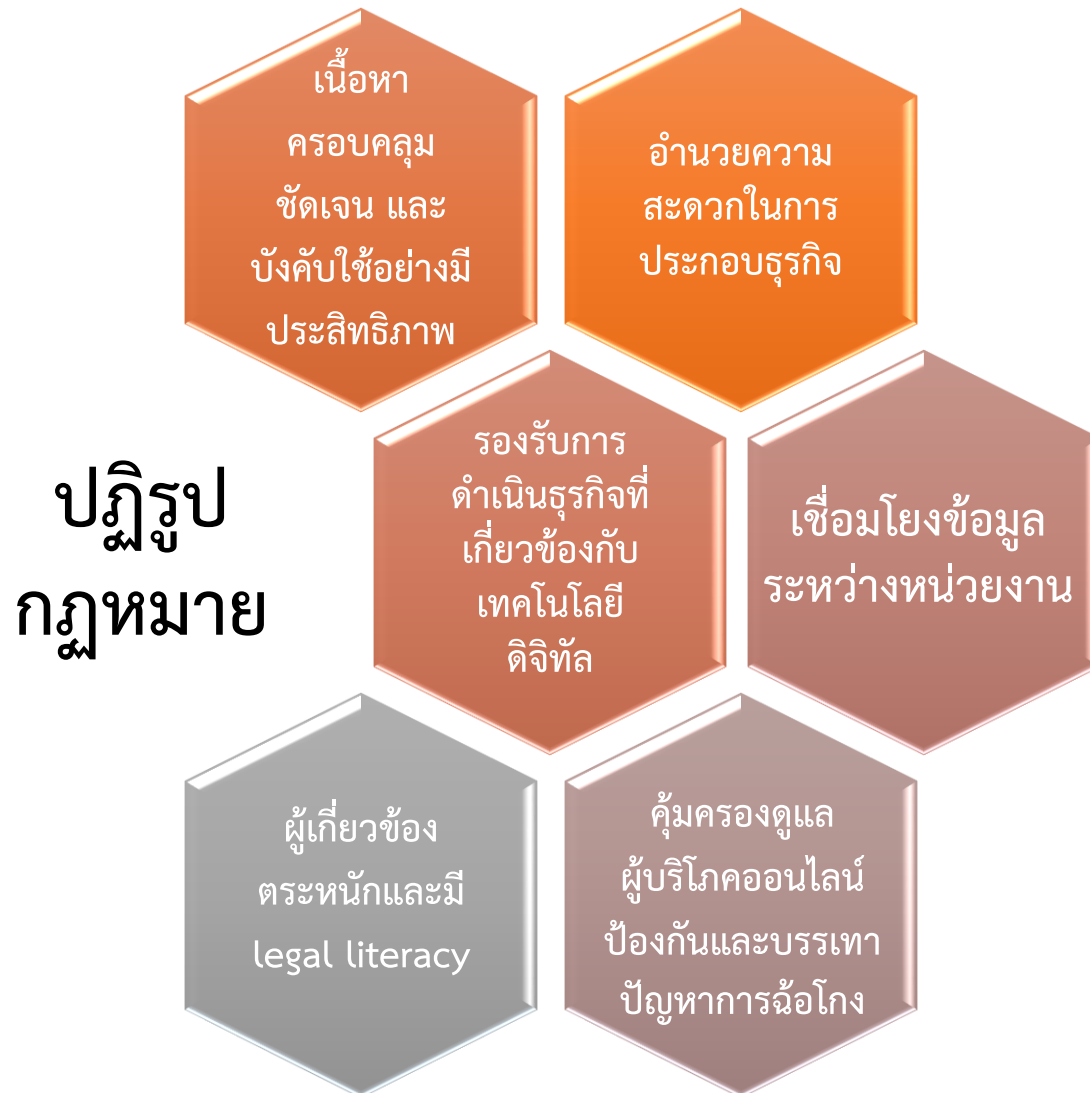 เนื้อหา
ครอบคลุม
ชัดเจน และ
บังคับใช้อย่างมี
ประสิทธิภาพ
อำนวยความ
สะดวกในการ
ประกอบธุรกิจ
ปฏิรูป
กฎหมาย
รองรับการ
ดำเนินธุรกิจที่
เกี่ยวข้องกับ
เทคโนโลยี
ดิจิทัล
เชื่อมโยงข้อมูล
ระหว่างหน่วยงาน
ผู้เกี่ยวข้อง
ตระหนักและมี
legal literacy
คุ้มครองดูแล
ผู้บริโภคออนไลน์
ป้องกันและบรรเทา
ปัญหาการฉ้อโกง